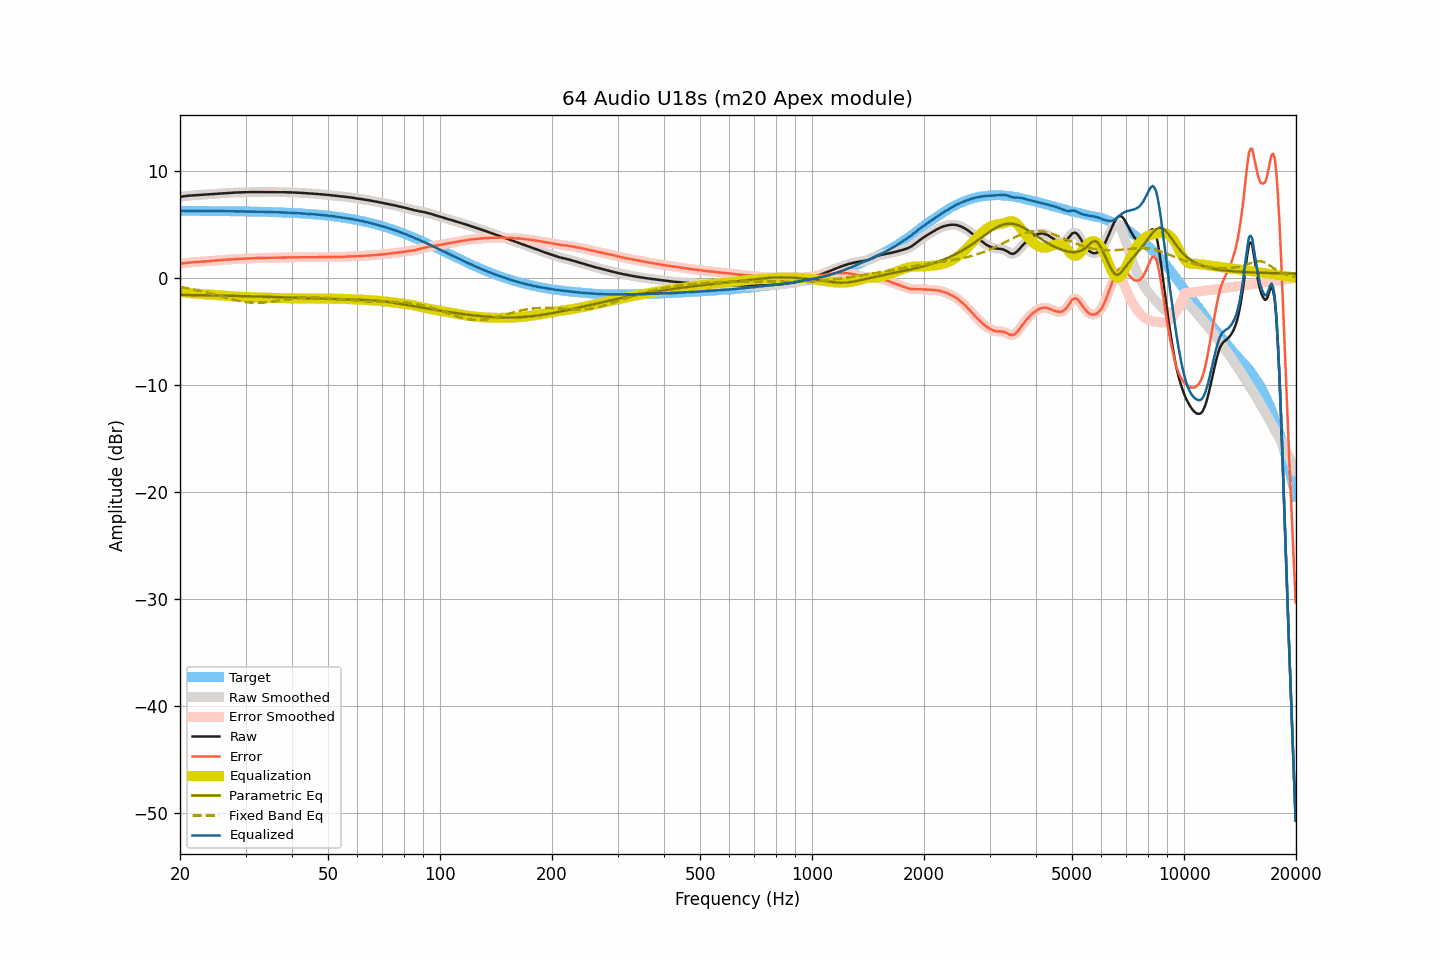 64 Audio U18s (m20 Apex module)
10
0
−10
−20
−30
−40
−50
Amplitude (dBr)
Target
Raw Smoothed
Error Smoothed
Raw
Error
Equalization
Parametric Eq
Fixed Band Eq
Equalized
20 50 100 200 500 1000 2000 5000 10000 20000
Frequency (Hz)